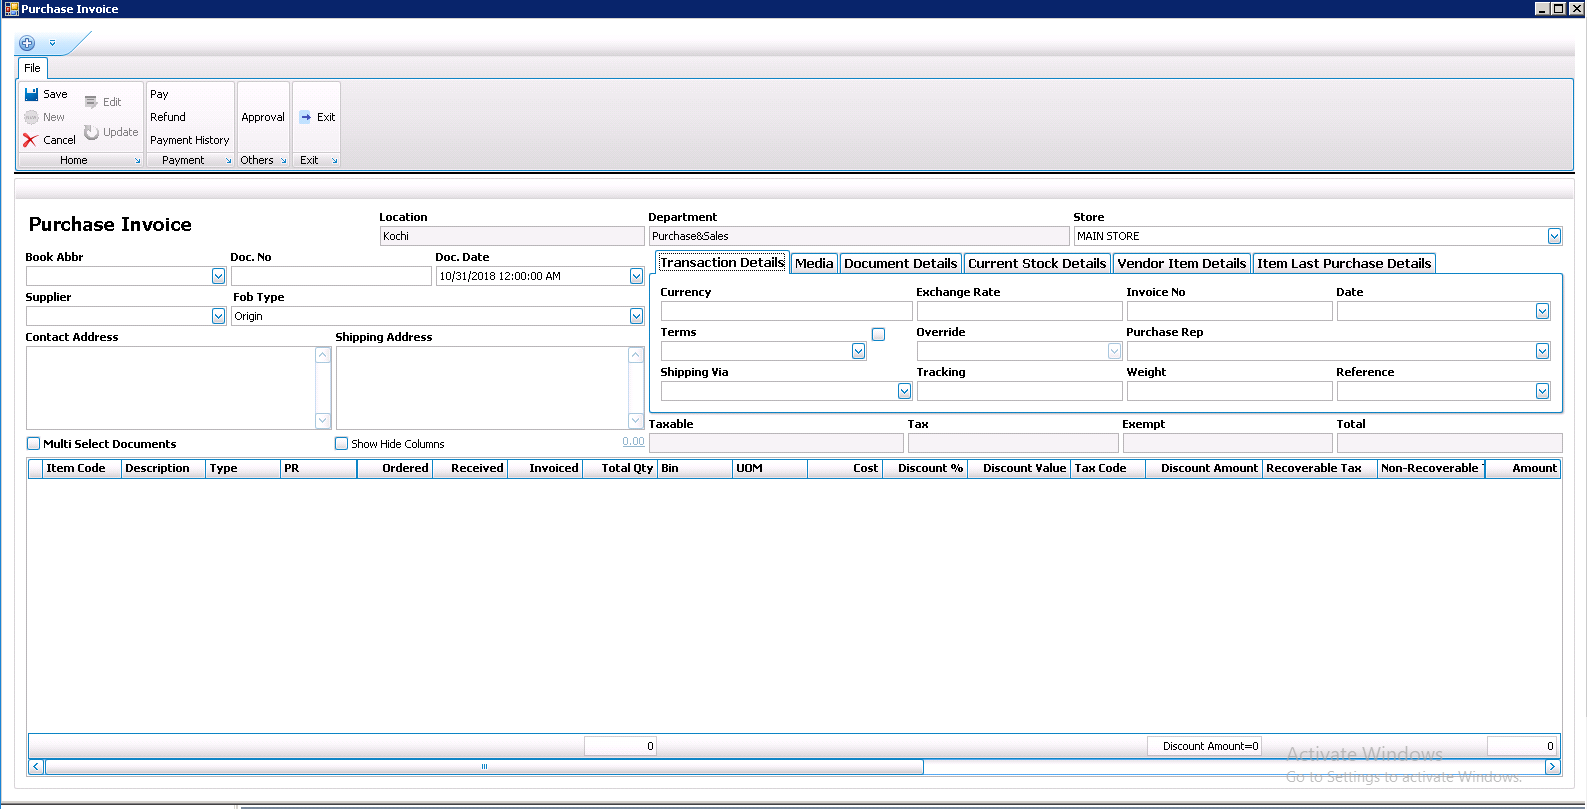 Purchase Invoice
File
Save
Edit
New
Update
Cancel
Home
Pay
Refund
Payment History
Payment
Approval
Others
Exit
Exit
Purchase Invoice
Location
Kochi
Department
Purchase&Sales
Store
MAIN STORE
Book Abbr
Doc. No
Doc. Date
10/31/2018 12:00:00 AM
Supplier
Fob Type
Origin
Contact Address
Shipping Address
Transaction Details
Media
Document Details
Current Stock Details
Vendor Item Details
Item Last Purchase Details
Currency
Exchange Rate
Invoice No
Date
Terms
Override
Purchase Rep
Shipping Via
Tracking
Weight
Reference
Multi Select Documents
Show Hide Columns
0.00
Taxable
Tax
Exempt
Total
Item Code
Description
Type
PR
Ordered
Received
Invoiced
Total Qty
Bin
UOM
Cost
Discount %
Discount Value
Tax Code
Discount Amount
Recoverable Tax
Non-Recoverable
Amount
0
Discount Amount=0
0
Activate Windows
Go to Settings to activate Windows.